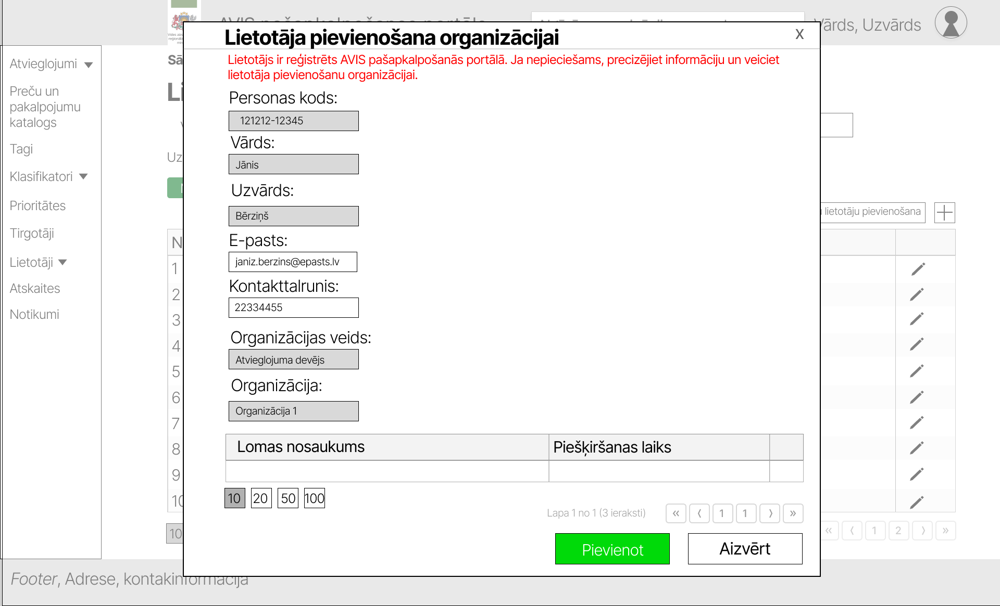 Vārds, Uzvārds
Atvieglojumi
Preču un
pakalpojumu
katalogs
Tagi
Klasifikatori
Prioritātes
Tirgotāji
Lietotāji
Atskaites
Notikumi
Lietotāja pievienošana organizācijai
X
Lietotājs ir reģistrēts AVIS pašapkalpošanās portālā. Ja nepieciešams, precizējiet informāciju un veiciet
lietotāja pievienošanu organizācijai.
Personas kods:
121212-12345
Vārds:
Jānis
Uzvārds:
Bērziņš
E-pasts:
janiz.berzins@epasts.lv
Kontakttalrunis:
22334455
Organizācijas veids:
Atvieglojuma devējs
Organizācija:
Organizācija 1
Lomas nosaukums Piešķiršanas laiks
10 20 50 100
Lapa 1 no 1 (3 ieraksti) « ⟨ 1 1 ⟩ »
Pievienot Aizvērt
lietotāju pievienošana
1
2
3
4
5
6
7
8
9
10
10
« ⟨ 1 2 ⟩ »
Footer, Adrese, kontakinformācija